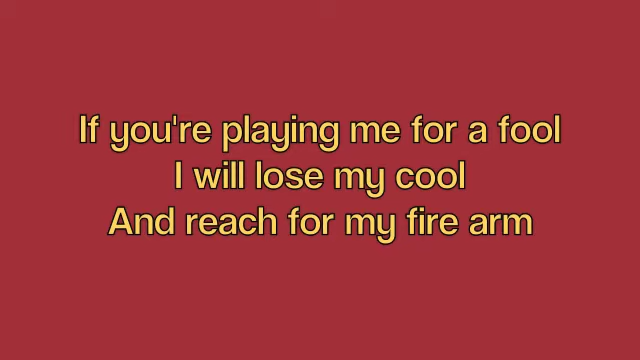 If you're playing me for a fool
I will lose my cool
And reach for my fire arm